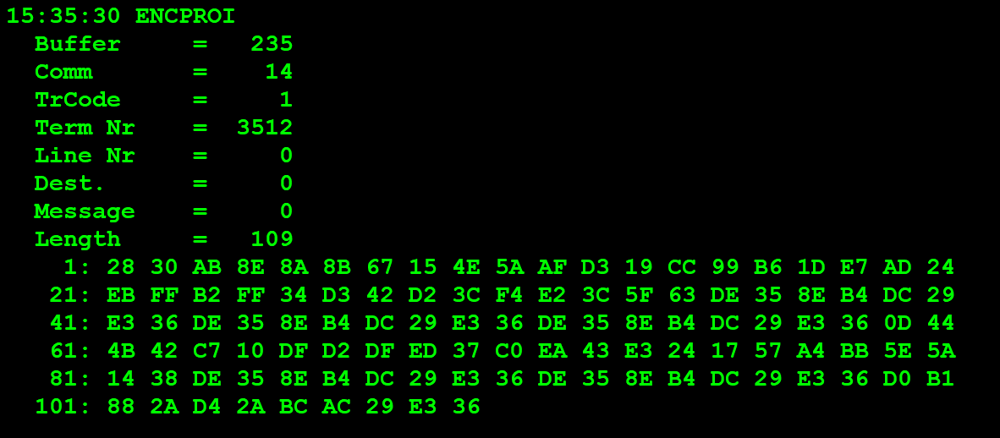 15:35:30 ENCPROI
Buffer = 235
Comm = 14
TrCode = 1
Term Nr = 3512
Line Nr = 0
Dest. = 0
Message = 0
Length = 109
1: 28 30 AB 8E 8A 8B 67 15 4E 5A AF D3 19 CC 99 B6 1D E7 AD 24
21: EB FF B2 FF 34 D3 42 D2 3C F4 E2 3C 5F 63 DE 35 8E B4 DC 29
41: E3 36 DE 35 8E B4 DC 29 E3 36 DE 35 8E B4 DC 29 E3 36 0D 44
61: 4B 42 C7 10 DF D2 DF ED 37 C0 EA 43 E3 24 17 57 A4 BB 5E 5A
81: 14 38 DE 35 8E B4 DC 29 E3 36 DE 35 8E B4 DC 29 E3 36 D0 B1
101: 88 2A D4 2A BC AC 29 E3 36